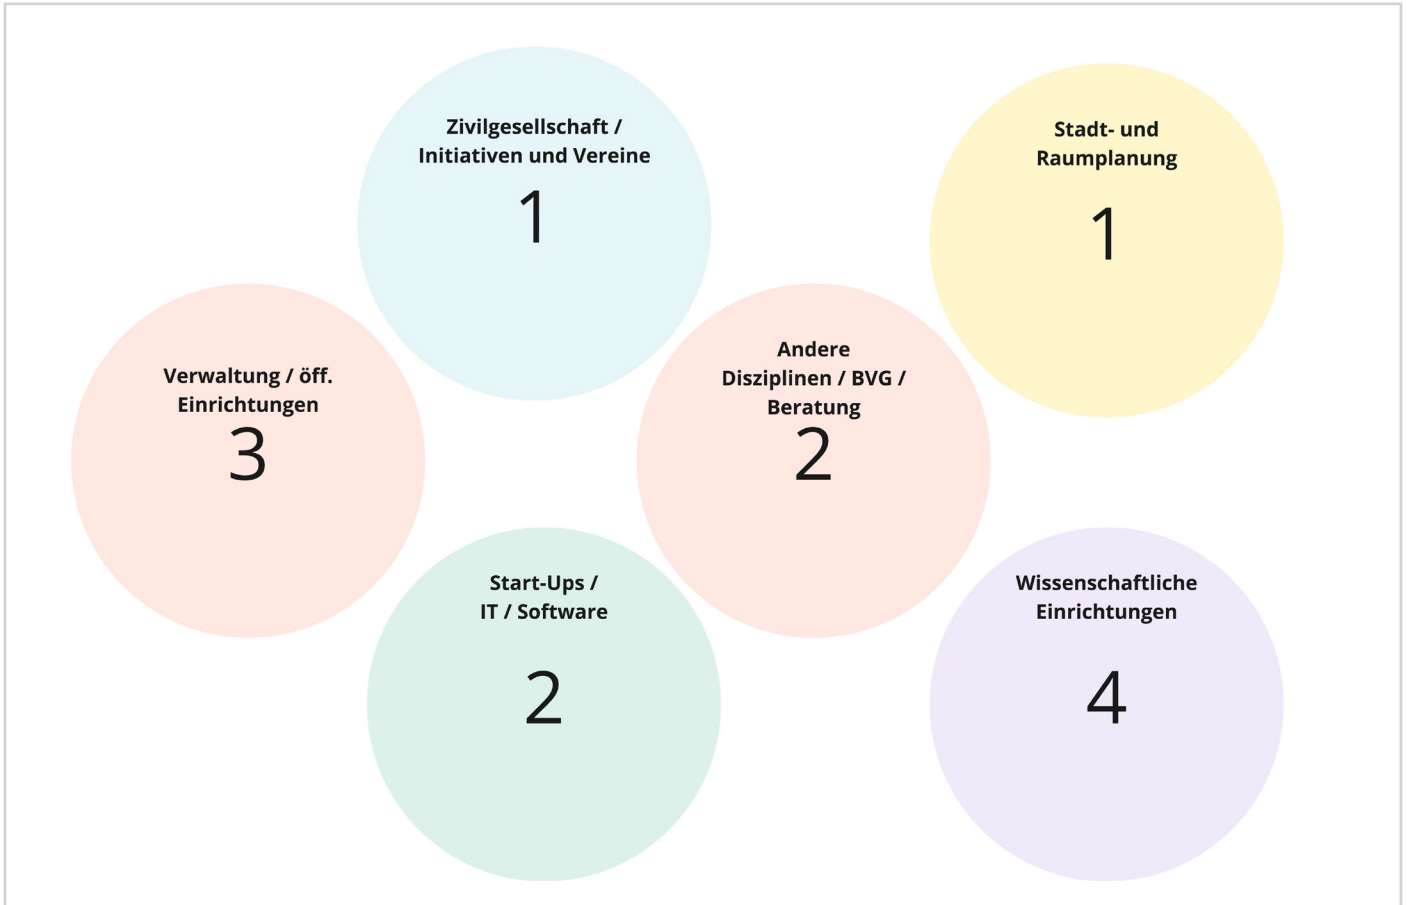 Zivilgesellschaft /
Initiativen und Vereine
1
Stadt- und
Raumplanung
1
Verwaltung / öff.
Einrichtungen
3
Andere
Disziplinen / BVG /
Beratung
2
Start-Ups /
IT / Software
2
Wissenschaftliche
Einrichtungen
4